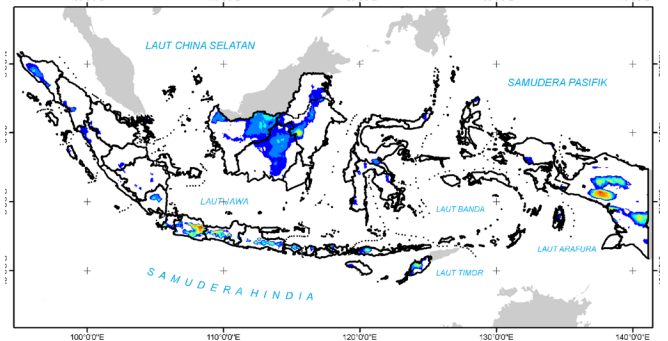 LAUT CHINA SELATAN
SAMUDERA PASIFIK
LAUT JAWA
LAUT BANDA
LAUT ARAFURA
LAUT TIMOR
SAMUDERA HINDIA
100°0'0"E 110°0'0"E 120°0'0"E 130°0'0"E 140°0'0"E